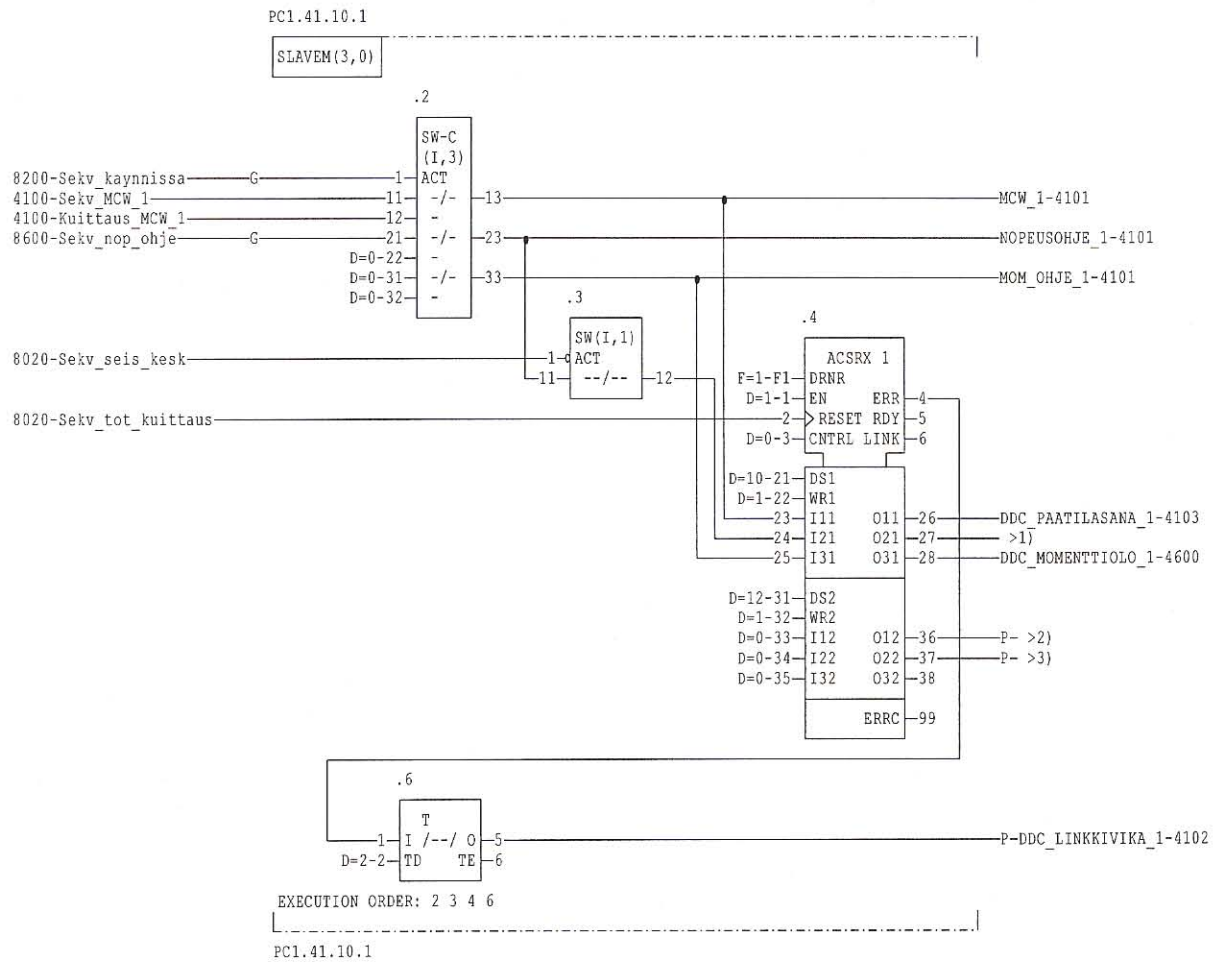 PC1.41.10.1
SLAVEM(3,0)
.2
SW-C
(I,3)
8200-Sekv_kaynnissa G 1 ACT
4100-Sekv_MCW_1 11 -/- 13 MCW_1-4101
4100-Kuittaus_MCW_1 12 -
8600-Sekv_nop_ohje G 21 -/- 23 NOPEUSOHJE_1-4101
D=0-22 -
D=0-31 -/- 33 MOM_OHJE_1-4101
D=0-32 -
.3
SW(I,1)
8020-Sekv_seis_kesk 1 ACT
11 --/-- 12
.4
ACSRX 1
F=1-F1 DRNR
D=1-1 EN ERR 4
8020-Sekv_tot_kuittaus 2 RESET RDY 5
D=0-3 CNTRL LINK 6
D=10-21 DS1
D=1-22 WR1
23 I11 O11 26 DDC_PAATILASANA_1-4103
24 I21 O21 27 >1)
25 I31 O31 28 DDC_MOMENTTIOLO_1-4600
D=12-31 DS2
D=1-32 WR2
D=0-33 I12 O12 36 P- >2)
D=0-34 I22 O22 37 P- >3)
D=0-35 I32 O32 38
ERRC 99
.6
T
1 I /--/ O 5 P-DDC_LINKKIVIKA_1-4102
D=2-2 TD TE 6
EXECUTION ORDER: 2 3 4 6
PC1.41.10.1